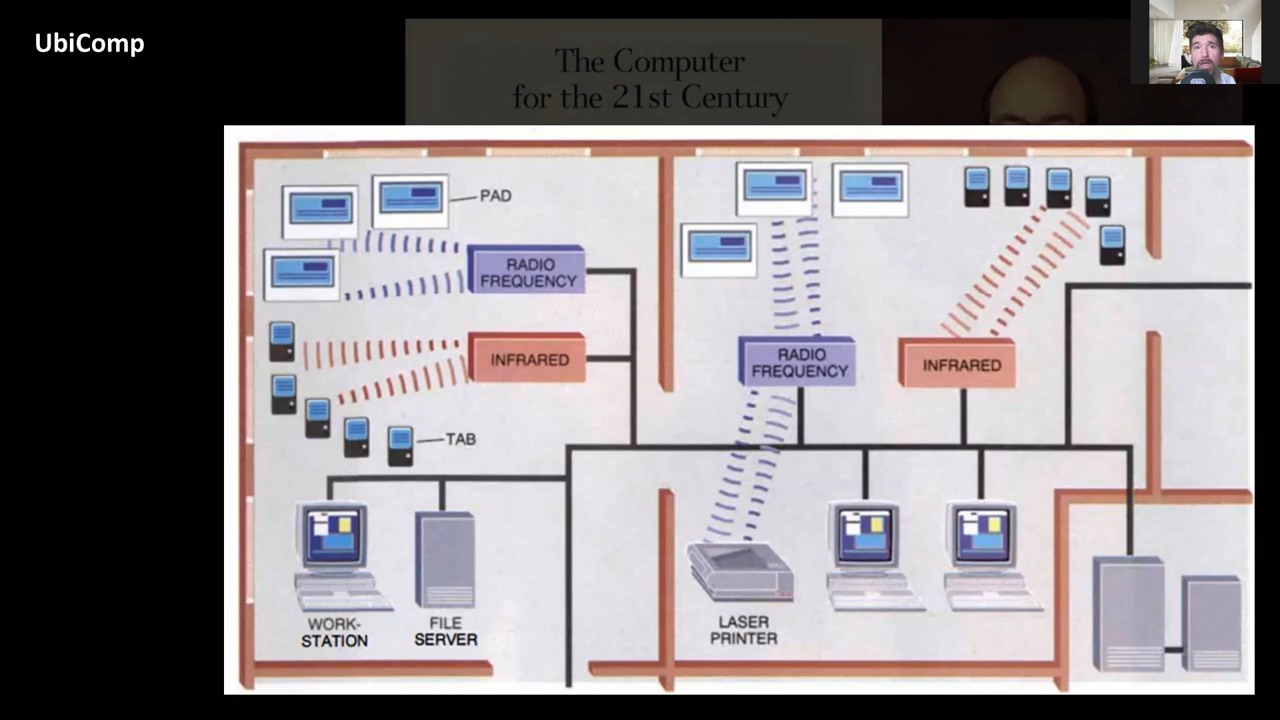 UbiComp
The Computer
for the 21st Century
PAD
RADIO
FREQUENCY
INFRARED
TAB
WORK-
STATION
FILE
SERVER
RADIO
FREQUENCY
INFRARED
LASER
PRINTER